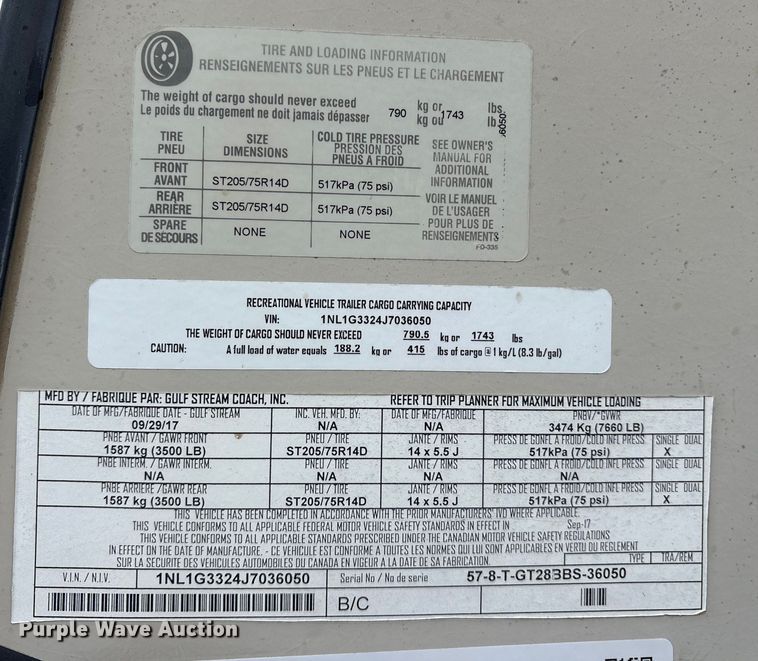 TIRE AND LOADING INFORMATION
RENSEIGNEMENTS SUR LES PNEUS ET LE CHARGEMENT
The weight of cargo should never exceed
Le poids du chargement ne doit jamais dépasser 790 kg or kg ou 1743 lbs. lb
TIRE PNEU SIZE DIMENSIONS COLD TIRE PRESSURE PRESSION DES PNEUS A FROID
FRONT AVANT ST205/75R14D 517kPa (75 psi)
REAR ARRIÈRE ST205/75R14D 517kPa (75 psi)
SPARE DE SECOURS NONE NONE
SEE OWNER'S
MANUAL FOR
ADDITIONAL
INFORMATION
VOIR LE MANUEL
DE L'USAGER
POUR PLUS DE
RENSEIGNEMENTS
FO-335
RECREATIONAL VEHICLE TRAILER CARGO CARRYING CAPACITY
VIN: 1NL1G3324J7036050
THE WEIGHT OF CARGO SHOULD NEVER EXCEED 790.5 kg or 1743 lbs
CAUTION: A full load of water equals 188.2 kg or 415 lbs of cargo @ 1 kg/L (8.3 lb/gal)
MFD BY / FABRIQUE PAR: GULF STREAM COACH, INC. REFER TO TRIP PLANNER FOR MAXIMUM VEHICLE LOADING
DATE OF MFG/FABRIQUE DATE - GULF STREAM INC. VEH. MFD. BY: DATE OF MFG/FABRIQUE PNBV/*GVWR
09/29/17 N/A N/A 3474 Kg (7660 LB)
PNBE AVANT / GAWR FRONT PNEU / TIRE JANTE / RIMS PRESS DE GONFL A FROID/COLD INFL PRESS SINGLE DUAL
1587 kg (3500 LB) ST205/75R14D 14 x 5.5 J 517kPa (75 psi) X
PNBE INTERM. / GAWR INTERM. PNEU / TIRE JANTE / RIMS PRESS DE GONFL A FROID/COLD INFL PRESS SINGLE DUAL
N/A N/A N/A N/A
PNBE ARRIERE / GAWR REAR PNEU / TIRE JANTE / RIMS PRESS DE GONFL A FROID/COLD INFL PRESS SINGLE DUAL
1587 kg (3500 LB) ST205/75R14D 14 x 5.5 J 517kPa (75 psi) X
THIS VEHICLE HAS BEEN COMPLETED IN ACCORDANCE WITH THE PRIOR MANUFACTURERS' IVD WHERE APPLICABLE.
THIS VEHICLE CONFORMS TO ALL APPLICABLE FEDERAL MOTOR VEHICLE SAFETY STANDARDS IN EFFECT IN Sep-17
THIS VEHICLE CONFORMS TO ALL APPLICABLE STANDARDS PRESCRIBED UNDER THE CANADIAN MOTOR VEHICLE SAFETY REGULATIONS
IN EFFECT ON THE DATE OF MANUFACTURE. - CE VEHICULE EST CONFORME A TOUTES LES NORMES QUI LUI SONT APPLICABLES EN VERTU DU REGLEMENT
SUR LA SECURITE DES VEHICULES AUTOMOBILES DU CANADA EN VIGUEUR A LA DATE DE SA FABRICATION. TYPE TRA/REM
V.I.N. / N.I.V. 1NL1G3324J7036050 Serial No / No de serie 57-8-T-GT28BBS-36050
B/C
Purple Wave Auction